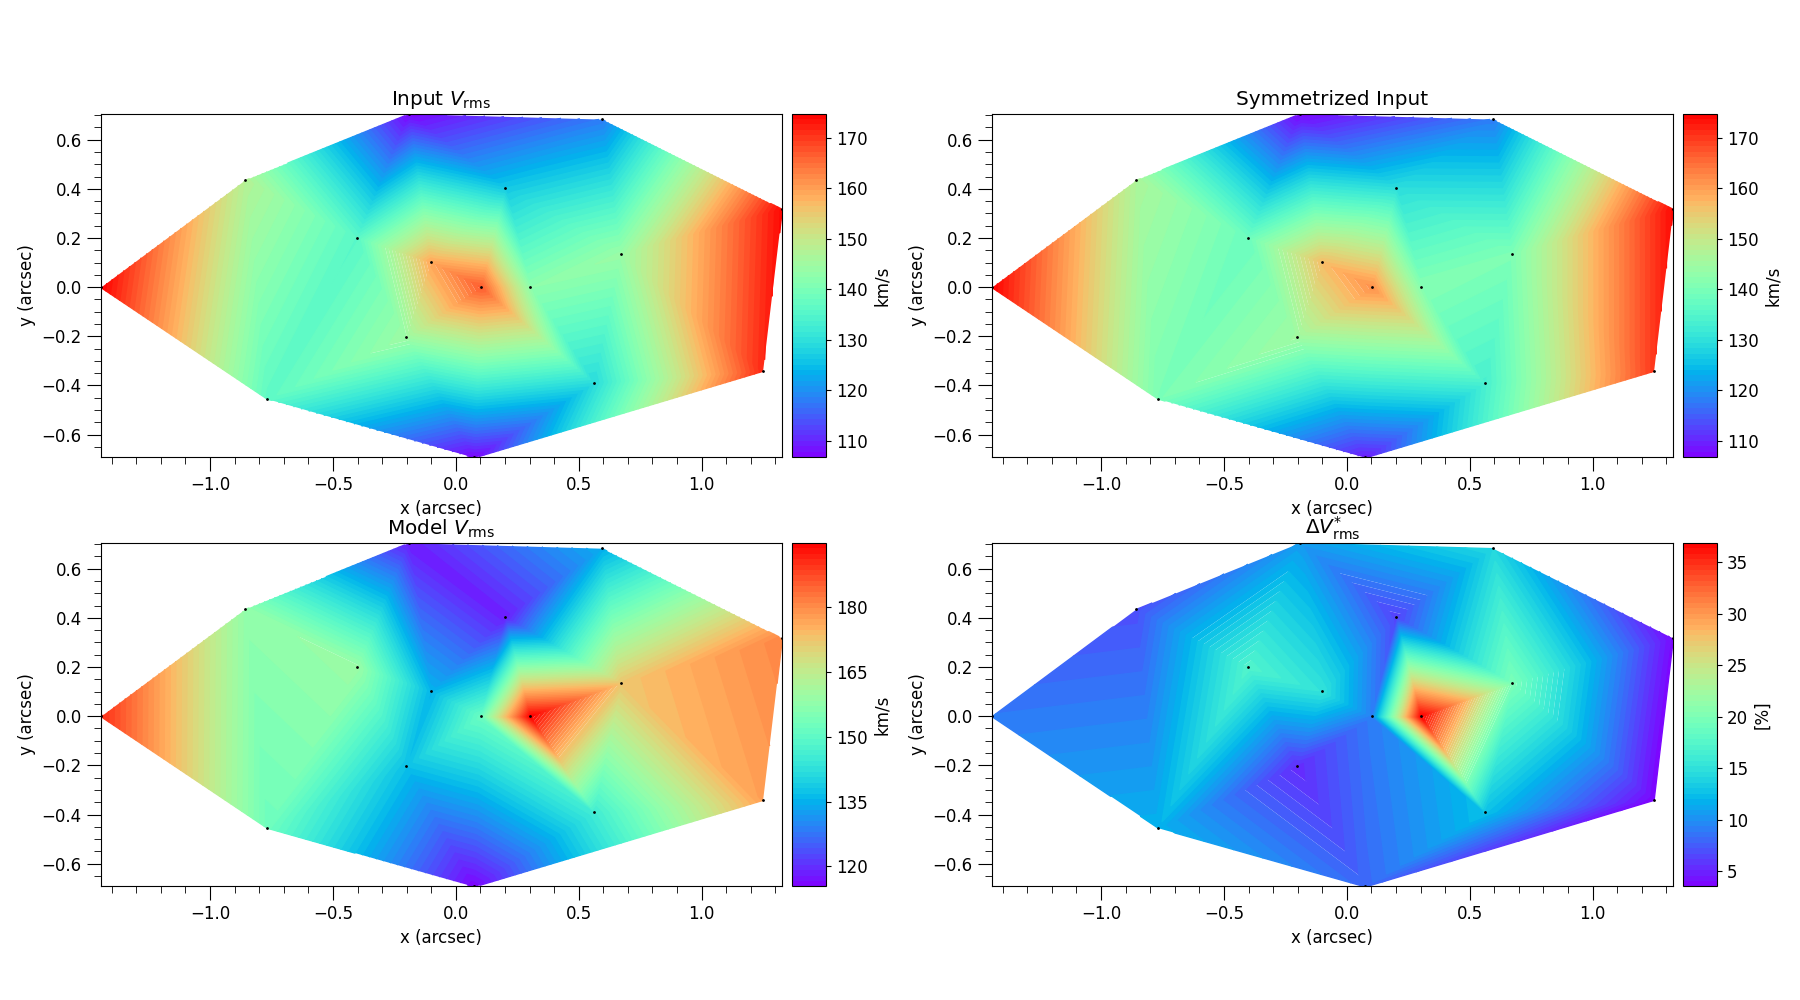 Input V_rms
0.6
0.4
0.2
0.0
−0.2
−0.4
−0.6
y (arcsec)
−1.0 −0.5 0.0 0.5 1.0
x (arcsec)
170
160
150
140
130
120
110
km/s
Symmetrized Input
0.6
0.4
0.2
0.0
−0.2
−0.4
−0.6
y (arcsec)
−1.0 −0.5 0.0 0.5 1.0
x (arcsec)
170
160
150
140
130
120
110
km/s
Model V_rms
0.6
0.4
0.2
0.0
−0.2
−0.4
−0.6
y (arcsec)
−1.0 −0.5 0.0 0.5 1.0
x (arcsec)
180
165
150
135
120
km/s
ΔV*_rms
0.6
0.4
0.2
0.0
−0.2
−0.4
−0.6
y (arcsec)
−1.0 −0.5 0.0 0.5 1.0
x (arcsec)
35
30
25
20
15
10
5
[%]